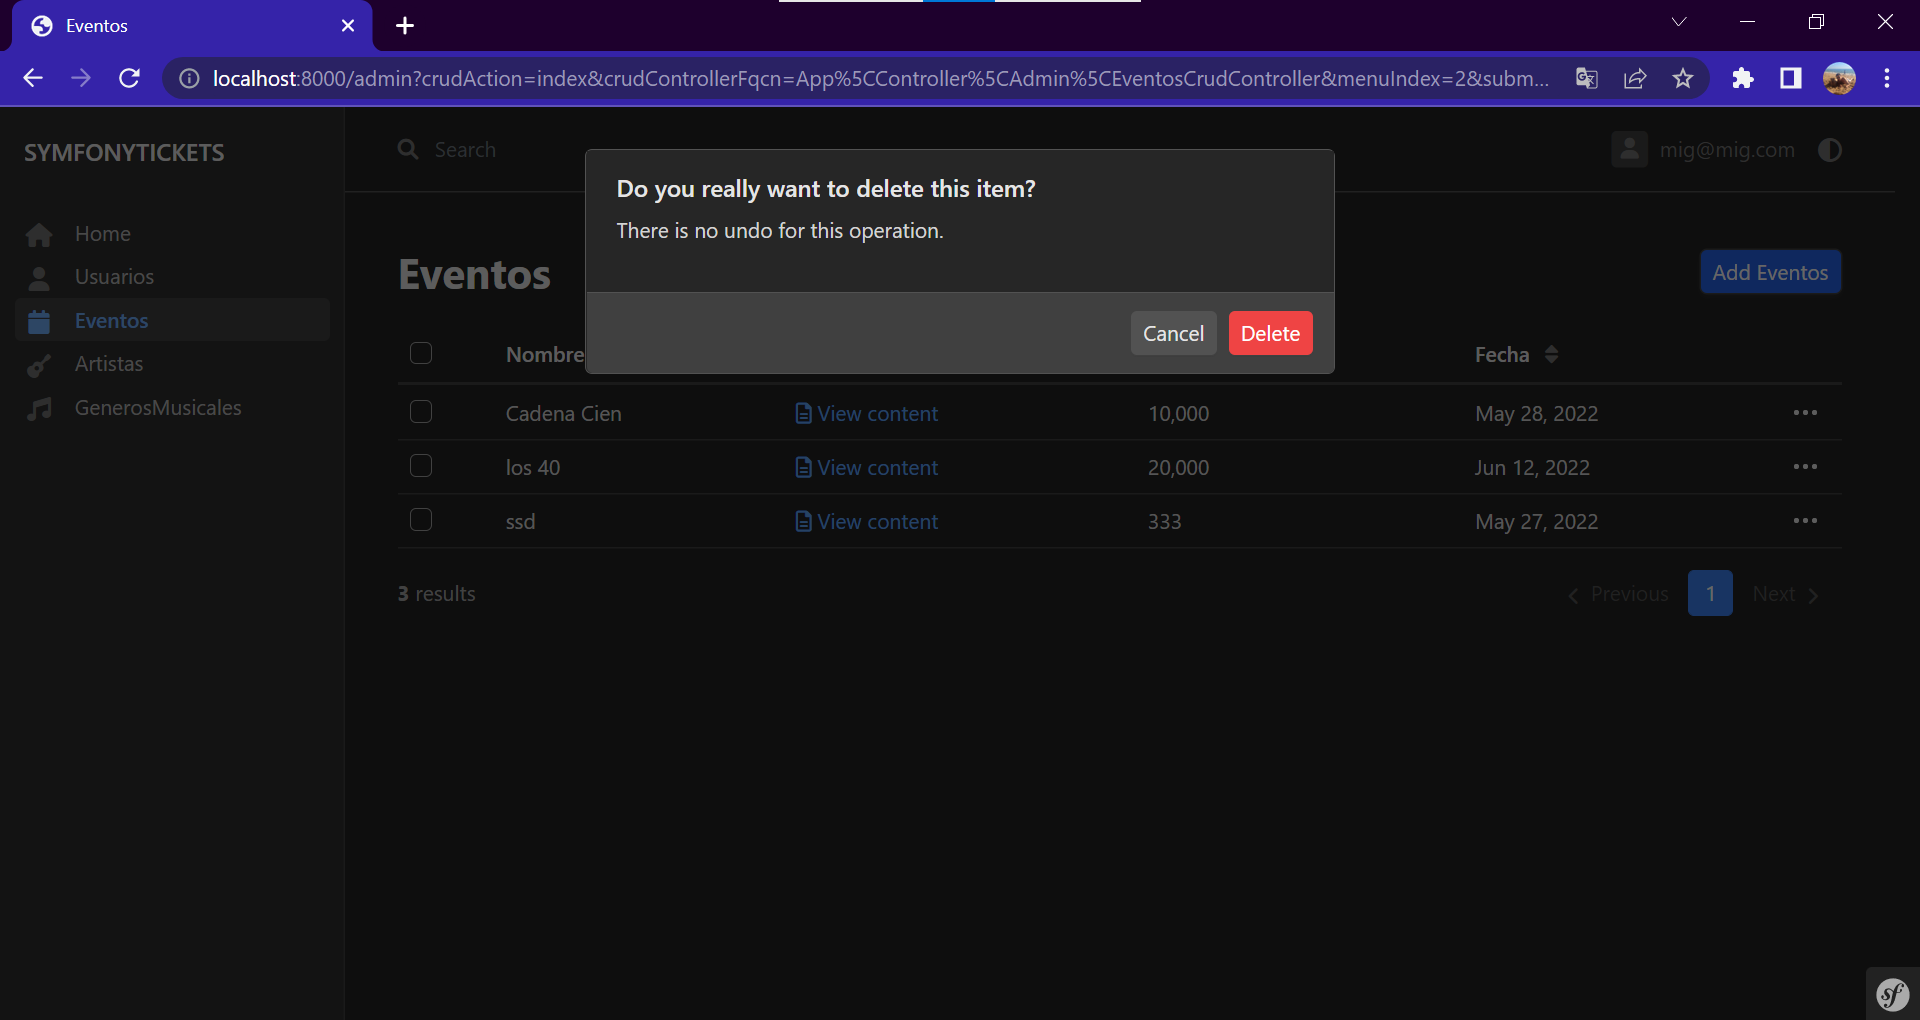 Eventos
localhost:8000/admin?crudAction=index&crudControllerFqcn=App%5CController%5CAdmin%5CEventosCrudController&menuIndex=2&subm...
SYMFONYTICKETS
Search
mig@mig.com
Home
Usuarios
Eventos
Artistas
GenerosMusicales
Do you really want to delete this item?
There is no undo for this operation.
Cancel
Delete
Eventos
Add Eventos
Nombre
Fecha
Cadena Cien View content 10,000 May 28, 2022
los 40 View content 20,000 Jun 12, 2022
ssd View content 333 May 27, 2022
3 results
Previous 1 Next
sf